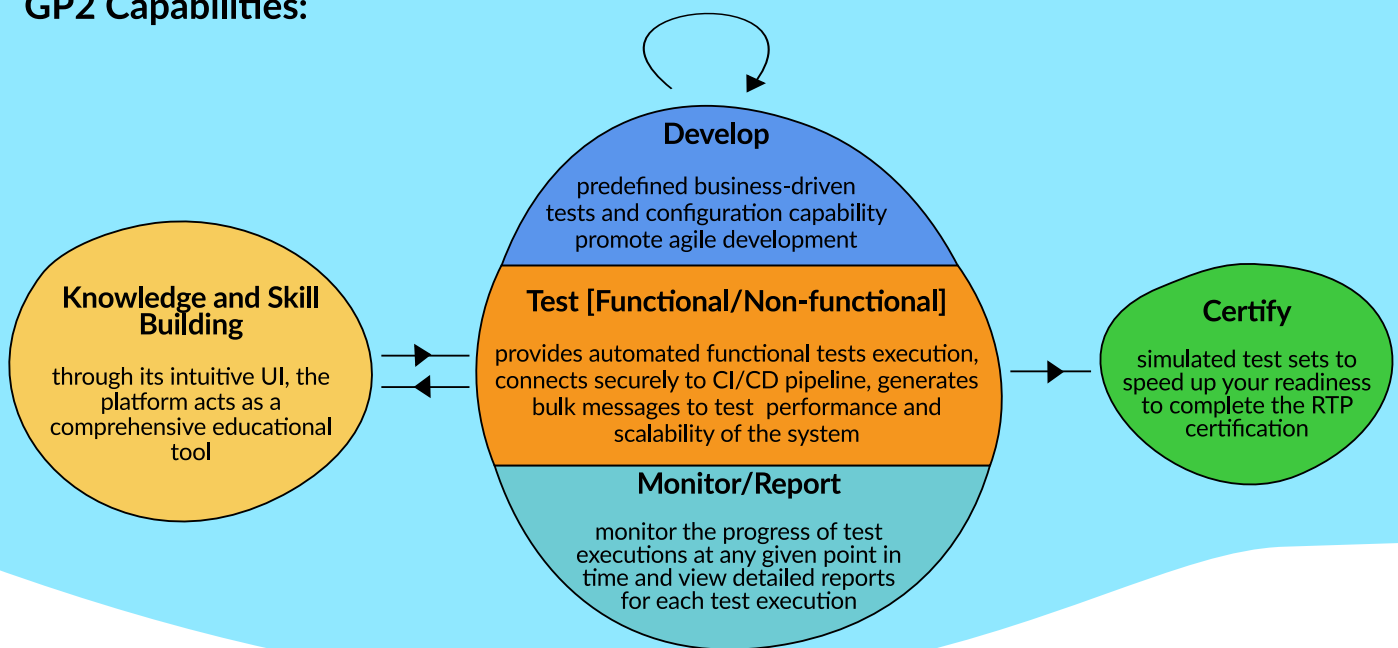 GP2 Capabilities:
Develop
predefined business-driven
tests and configuration capability
promote agile development
Knowledge and Skill
Building
through its intuitive UI, the
platform acts as a
comprehensive educational
tool
Test [Functional/Non-functional]
provides automated functional tests execution,
connects securely to CI/CD pipeline, generates
bulk messages to test performance and
scalability of the system
Monitor/Report
monitor the progress of test
executions at any given point in
time and view detailed reports
for each test execution
Certify
simulated test sets to
speed up your readiness
to complete the RTP
certification